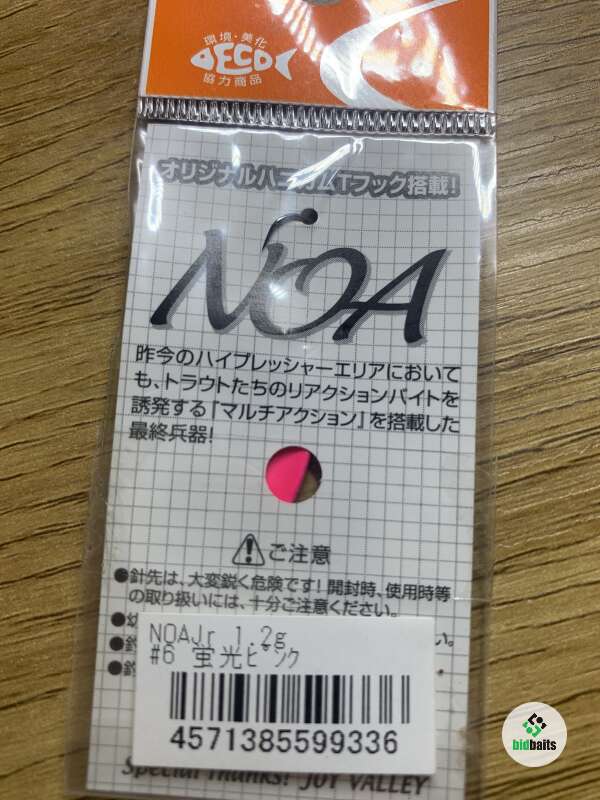 環境・美化
ECO
協力商品
オリジナルハニカムTフック搭載!
NOA
昨今のハイプレッシャーエリアにおいて
も、トラウトたちのリアクションバイトを
誘発する「マルチアクション」を搭載した
最終兵器!
ご注意
●針先は、大変鋭く危険です!開封時、使用時等
の取り扱いには、十分ご注意ください。
NOAJr 1.2g
#6 蛍光ピンク
4571385599336
Special Thanks! JOY VALLEY
bidbaits